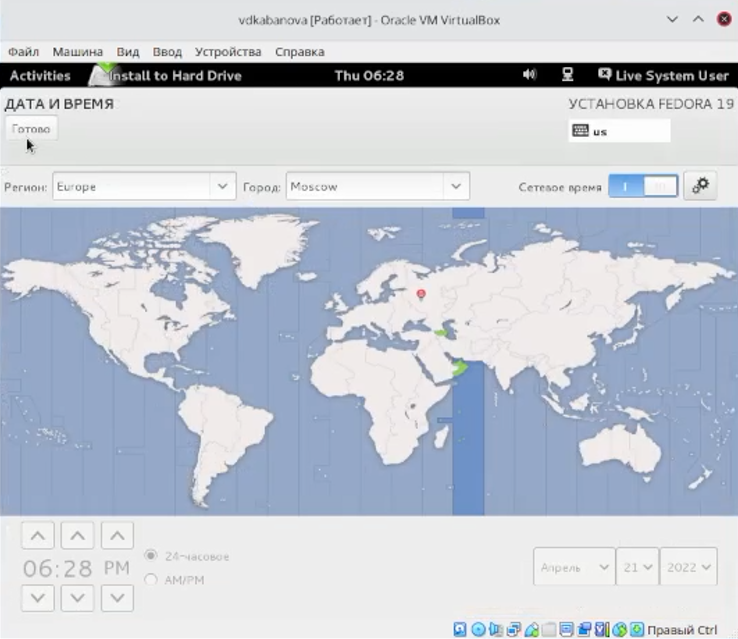 vdkabanova [Работает] - Oracle VM VirtualBox
Файл Машина Вид Ввод Устройства Справка
Activities Install to Hard Drive Thu 06:28 Live System User
ДАТА И ВРЕМЯ УСТАНОВКА FEDORA 19
Готово us
Регион: Europe Город: Moscow Сетевое время
06:28 PM 24-часовое
AM/PM
Апрель 21 2022
Правый Ctrl